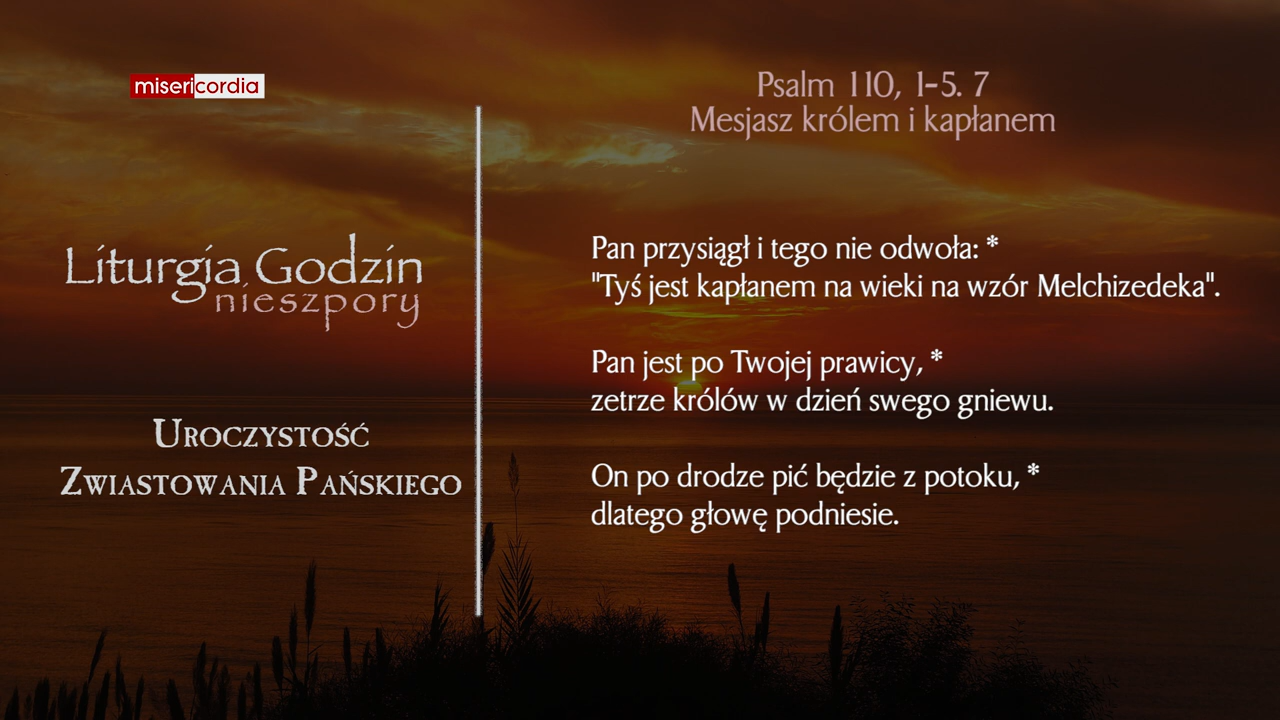 misericordia
Liturgia Godzin
nieszpory
Uroczystość
Zwiastowania Pańskiego
Psalm 110, 1-5. 7
Mesjasz królem i kapłanem
Pan przysiągł i tego nie odwoła: *
"Tyś jest kapłanem na wieki na wzór Melchizedeka".
Pan jest po Twojej prawicy, *
zetrze królów w dzień swego gniewu.
On po drodze pić będzie z potoku, *
dlatego głowę podniesie.